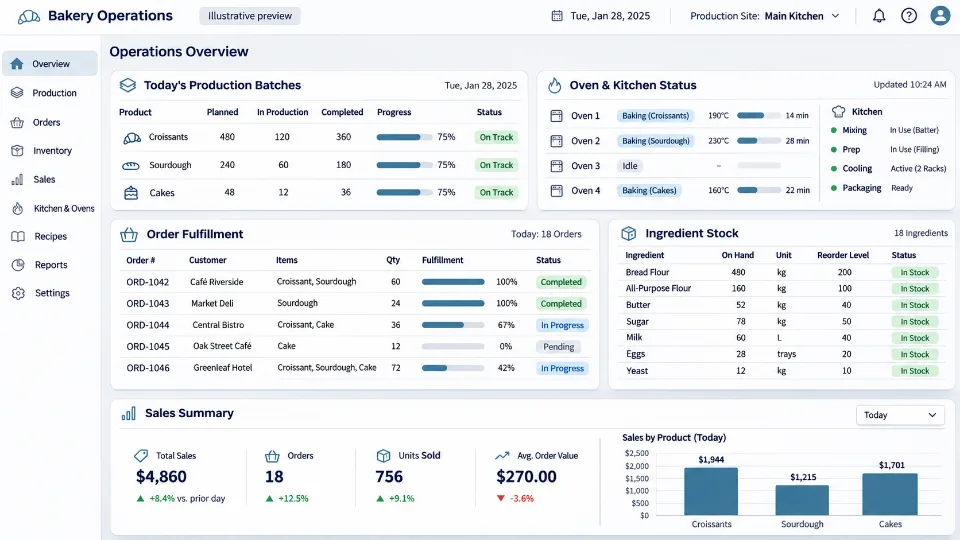 Bakery Operations
Illustrative preview
Tue, Jan 28, 2025
Production Site: Main Kitchen
Overview
Production
Orders
Inventory
Sales
Kitchen & Ovens
Recipes
Reports
Settings
Operations Overview
Today's Production Batches
Tue, Jan 28, 2025
Product Planned In Production Completed Progress Status
Croissants 480 120 360 75% On Track
Sourdough 240 60 180 75% On Track
Cakes 48 12 36 75% On Track
Oven & Kitchen Status
Updated 10:24 AM
Oven 1 Baking (Croissants) 190°C 14 min
Oven 2 Baking (Sourdough) 230°C 28 min
Oven 3 Idle –
Oven 4 Baking (Cakes) 160°C 22 min
Kitchen
Mixing In Use (Batter)
Prep In Use (Filling)
Cooling Active (2 Racks)
Packaging Ready
Order Fulfillment
Today: 18 Orders
Order # Customer Items Qty Fulfillment Status
ORD-1042 Café Riverside Croissant, Sourdough 60 100% Completed
ORD-1043 Market Deli Sourdough 24 100% Completed
ORD-1044 Central Bistro Croissant, Cake 36 67% In Progress
ORD-1045 Oak Street Café Cake 12 0% Pending
ORD-1046 Greenleaf Hotel Croissant, Sourdough, Cake 72 42% In Progress
Ingredient Stock
18 Ingredients
Ingredient On Hand Unit Reorder Level Status
Bread Flour 480 kg 200 In Stock
All-Purpose Flour 160 kg 100 In Stock
Butter 52 kg 40 In Stock
Sugar 78 kg 50 In Stock
Milk 60 L 40 In Stock
Eggs 28 trays 20 In Stock
Yeast 12 kg 10 In Stock
Sales Summary
Today
Total Sales
$4,860
+8.4% vs. prior day
Orders
18
+12.5%
Units Sold
756
+9.1%
Avg. Order Value
$270.00
-3.6%
Sales by Product (Today)
$2,500
$2,000
$1,500
$1,000
$500
$0
$1,944
$1,215
$1,701
Croissants
Sourdough
Cakes